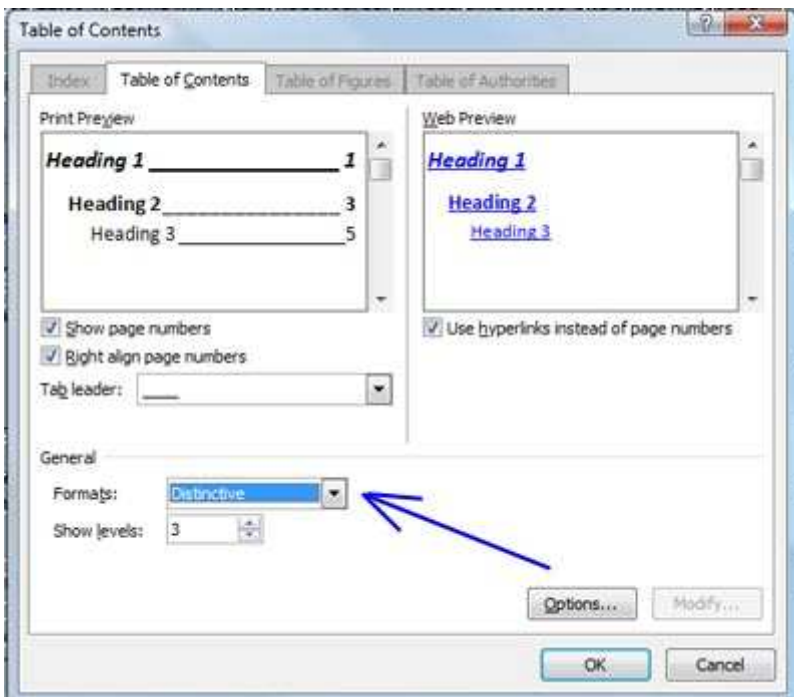 Table of Contents
Index Table of Contents Table of Figures Table of Authorities
Print Preview
Heading 1 1
Heading 2 3
Heading 3 5
Web Preview
Heading 1
Heading 2
Heading 3
Show page numbers
Right align page numbers
Tab leader: ____
Use hyperlinks instead of page numbers
General
Formats: Distinctive
Show levels: 3
Options... Modify...
OK Cancel